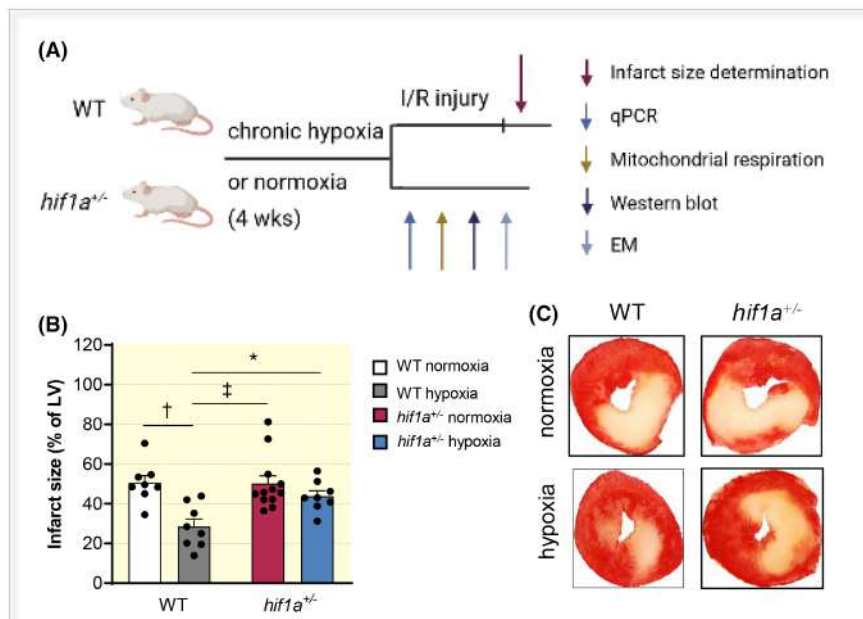 (A)
WT
hif1a+/-
chronic hypoxia
or normoxia
(4 wks)
I/R injury
Infarct size determination
qPCR
Mitochondrial respiration
Western blot
EM
(B)
Infarct size (% of LV)
120
100
80
60
40
20
0
†
‡
*
WT
hif1a+/-
WT normoxia
WT hypoxia
hif1a+/- normoxia
hif1a+/- hypoxia
(C)
WT
hif1a+/-
normoxia
hypoxia